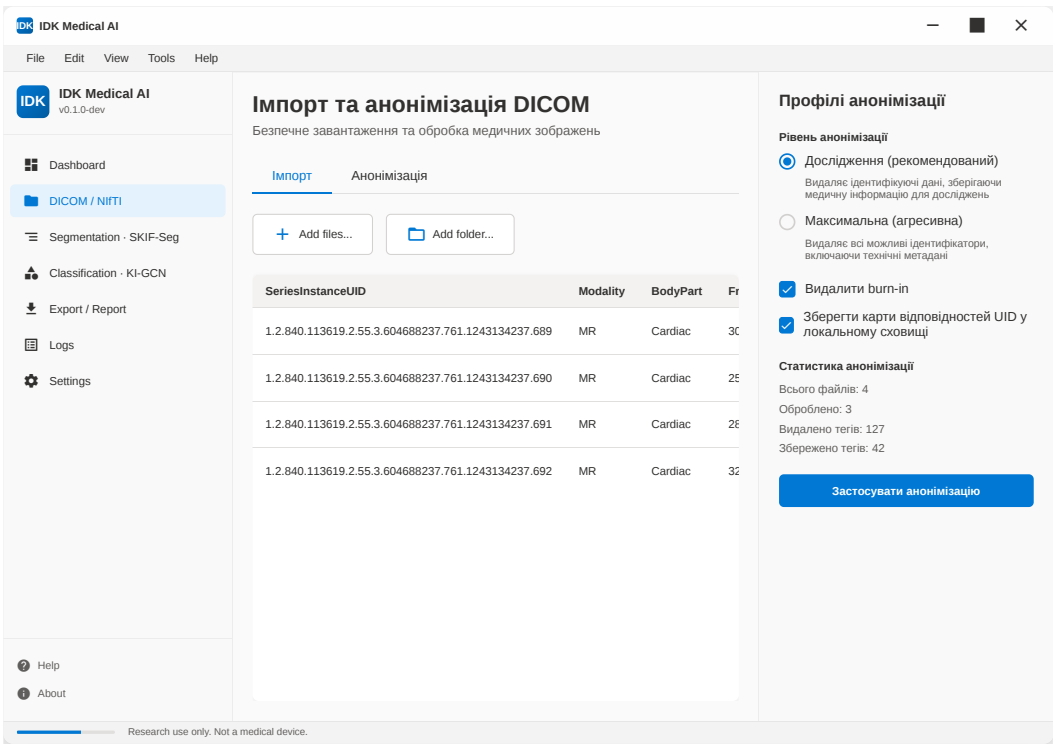 IDK IDK Medical AI
File Edit View Tools Help
IDK IDK Medical AI
v0.1.0-dev
Dashboard
DICOM / NIfTI
Segmentation · SKIF-Seg
Classification · KI-GCN
Export / Report
Logs
Settings
Help
About
Імпорт та анонімізація DICOM
Безпечне завантаження та обробка медичних зображень
Імпорт Анонімізація
Add files... Add folder...
SeriesInstanceUID Modality BodyPart Fr
1.2.840.113619.2.55.3.604688237.761.1243134237.689 MR Cardiac 30
1.2.840.113619.2.55.3.604688237.761.1243134237.690 MR Cardiac 25
1.2.840.113619.2.55.3.604688237.761.1243134237.691 MR Cardiac 28
1.2.840.113619.2.55.3.604688237.761.1243134237.692 MR Cardiac 32
Профілі анонімізації
Рівень анонімізації
Дослідження (рекомендований)
Видаляє ідентифікуючі дані, зберігаючи
медичну інформацію для досліджень
Максимальна (агресивна)
Видаляє всі можливі ідентифікатори,
включаючи технічні метадані
Видалити burn-in
Зберегти карти відповідностей UID у
локальному сховищі
Статистика анонімізації
Всього файлів: 4
Оброблено: 3
Видалено тегів: 127
Збережено тегів: 42
Застосувати анонімізацію
Research use only. Not a medical device.